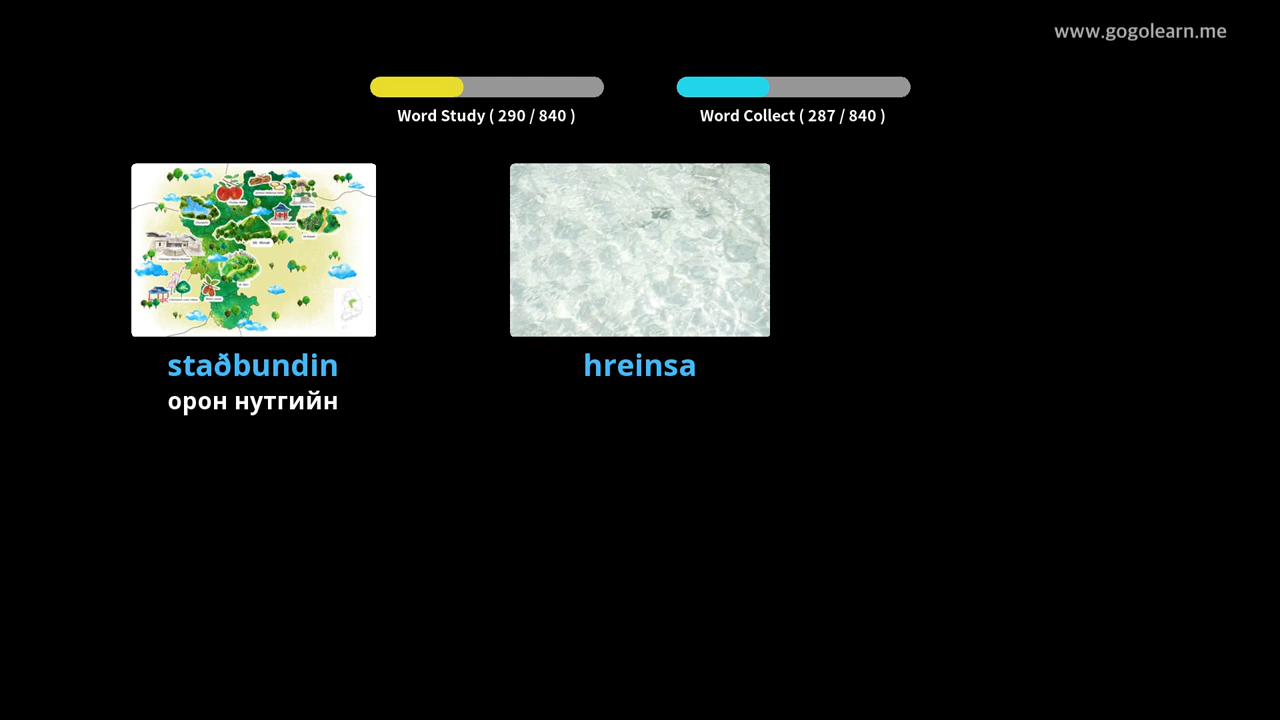 www.gogolearn.me
Word Study ( 290 / 840 )
Word Collect ( 287 / 840 )
staðbundin
орон нутгийн
hreinsa